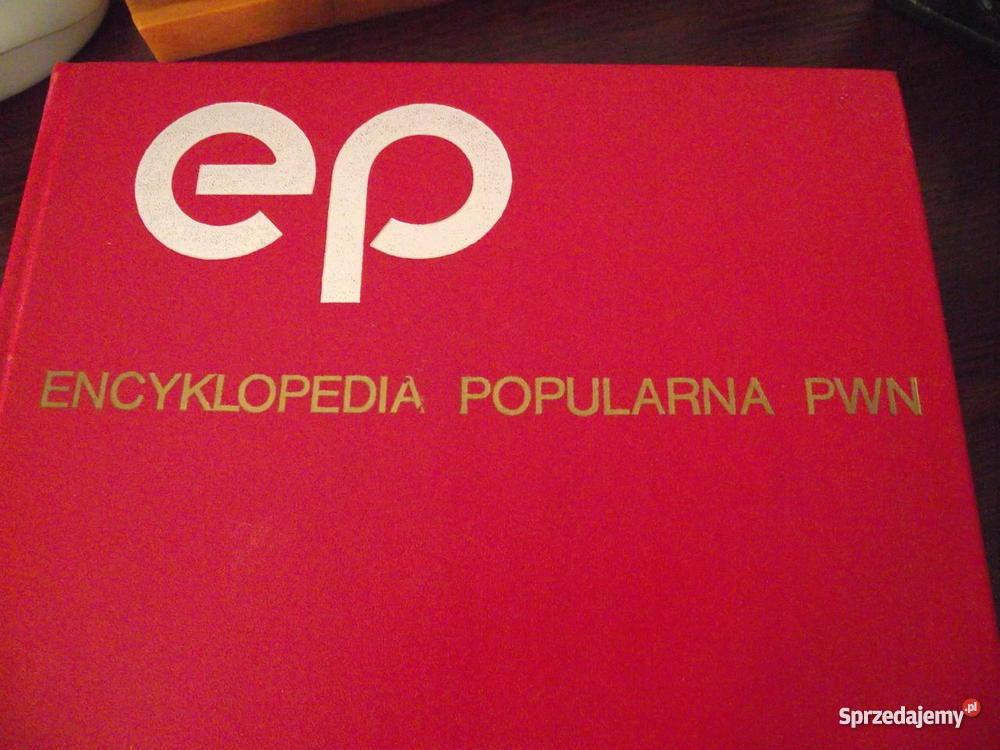 ep
ENCYKLOPEDIA POPULARNA PWN
Sprzedajemy.pl